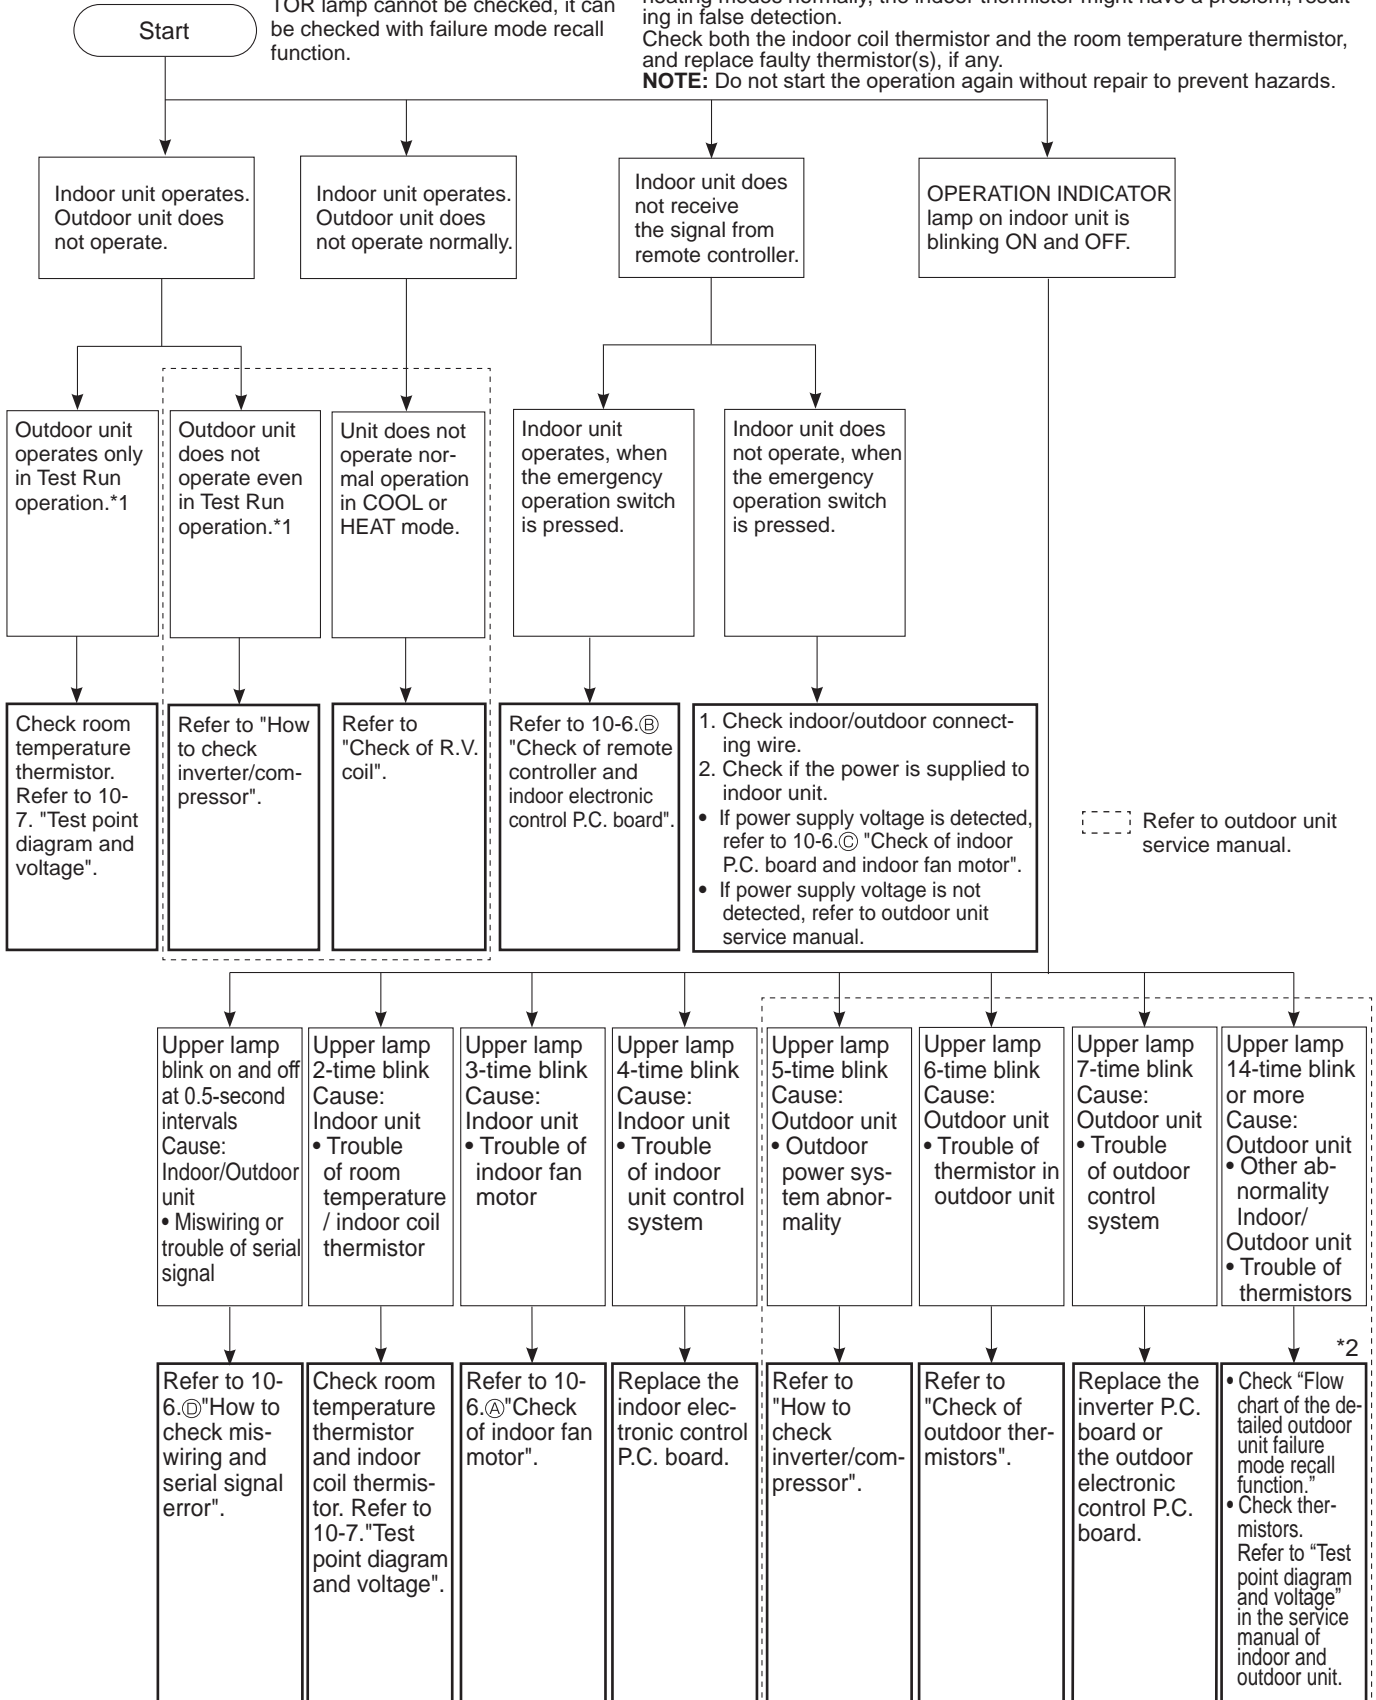 TOR lamp cannot be checked, it can
be checked with failure mode recall
function.
heating modes normally, the indoor thermistor might have a problem, result-
ing in false detection.
Check both the indoor coil thermistor and the room temperature thermistor,
and replace faulty thermistor(s), if any.
NOTE: Do not start the operation again without repair to prevent hazards.
Start
Indoor unit operates.
Outdoor unit does
not operate.
Indoor unit operates.
Outdoor unit does
not operate normally.
Indoor unit does
not receive
the signal from
remote controller.
OPERATION INDICATOR
lamp on indoor unit is
blinking ON and OFF.
Outdoor unit
operates only
in Test Run
operation.*1
Outdoor unit
does not
operate even
in Test Run
operation.*1
Unit does not
operate nor-
mal operation
in COOL or
HEAT mode.
Indoor unit
operates, when
the emergency
operation switch
is pressed.
Indoor unit does
not operate, when
the emergency
operation switch
is pressed.
Check room
temperature
thermistor.
Refer to 10-
7. "Test point
diagram and
voltage".
Refer to "How
to check
inverter/com-
pressor".
Refer to
"Check of R.V.
coil".
Refer to 10-6.Ⓑ
"Check of remote
controller and
indoor electronic
control P.C. board".
1. Check indoor/outdoor connect-
ing wire.
2. Check if the power is supplied to
indoor unit.
• If power supply voltage is detected,
refer to 10-6.Ⓒ "Check of indoor
P.C. board and indoor fan motor".
• If power supply voltage is not
detected, refer to outdoor unit
service manual.
Refer to outdoor unit
service manual.
Upper lamp
blink on and off
at 0.5-second
intervals
Cause:
Indoor/Outdoor
unit
• Miswiring or
trouble of serial
signal
Upper lamp
2-time blink
Cause:
Indoor unit
• Trouble
of room
temperature
/ indoor coil
thermistor
Upper lamp
3-time blink
Cause:
Indoor unit
• Trouble of
indoor fan
motor
Upper lamp
4-time blink
Cause:
Indoor unit
• Trouble
of indoor
unit control
system
Upper lamp
5-time blink
Cause:
Outdoor unit
• Outdoor
power sys-
tem abnor-
mality
Upper lamp
6-time blink
Cause:
Outdoor unit
• Trouble of
thermistor in
outdoor unit
Upper lamp
7-time blink
Cause:
Outdoor unit
• Trouble
of outdoor
control
system
Upper lamp
14-time blink
or more
Cause:
Outdoor unit
• Other ab-
normality
Indoor/
Outdoor unit
• Trouble of
thermistors
*2
Refer to 10-
6.Ⓓ"How to
check mis-
wiring and
serial signal
error".
Check room
temperature
thermistor
and indoor
coil thermis-
tor. Refer to
10-7."Test
point diagram
and voltage".
Refer to 10-
6.Ⓐ"Check
of indoor fan
motor".
Replace the
indoor elec-
tronic control
P.C. board.
Refer to
"How to
check
inverter/com-
pressor".
Refer to
"Check of
outdoor ther-
mistors".
Replace the
inverter P.C.
board or
the outdoor
electronic
control P.C.
board.
• Check “Flow
chart of the de-
tailed outdoor
unit failure
mode recall
function.”
• Check ther-
mistors.
Refer to “Test
point diagram
and voltage”
in the service
manual of
indoor and
outdoor unit.